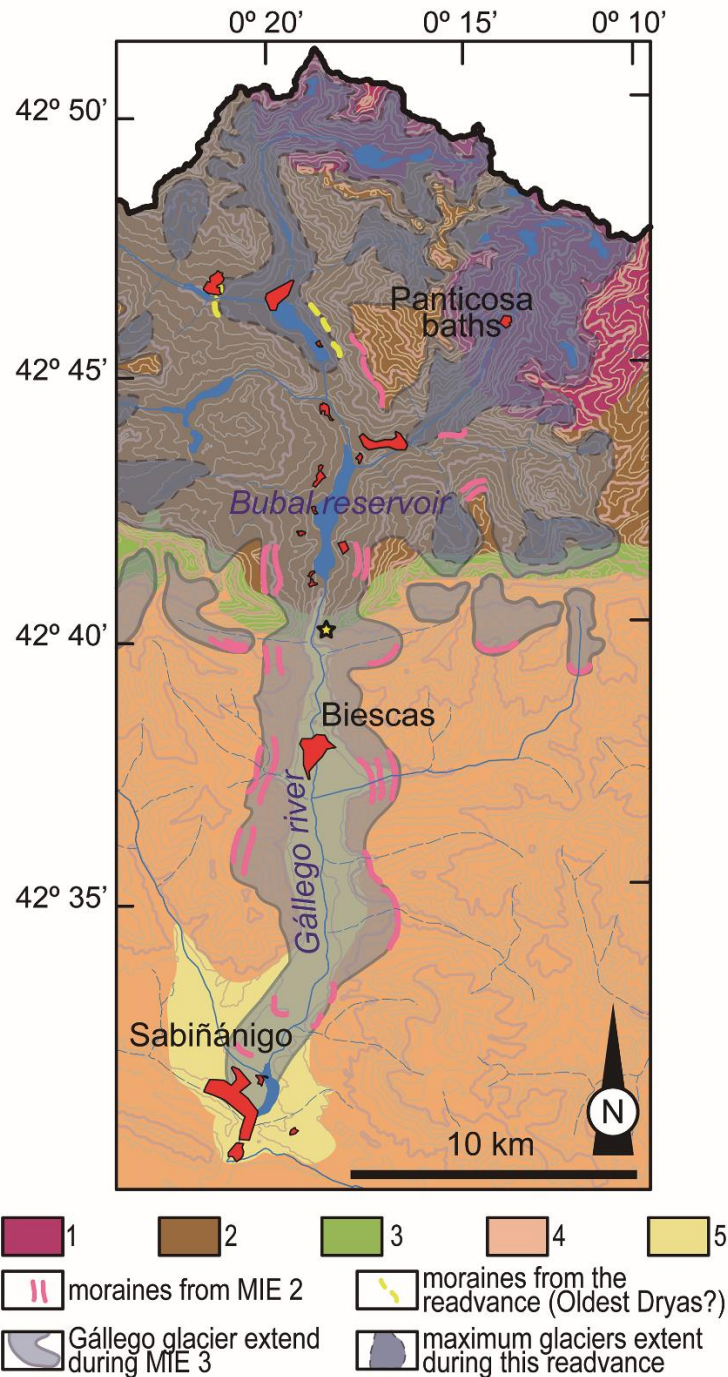 0º 20’ 0º 15’ 0º 10’
42º 50’
Panticosa
baths
42º 45’
Bubal reservoir
42º 40’
Biescas
Gállego river
42º 35’
Sabiñánigo
N
10 km
1 2 3 4 5
moraines from MIE 2
moraines from the
readvance (Oldest Dryas?)
Gállego glacier extend
during MIE 3
maximum glaciers extent
during this readvance